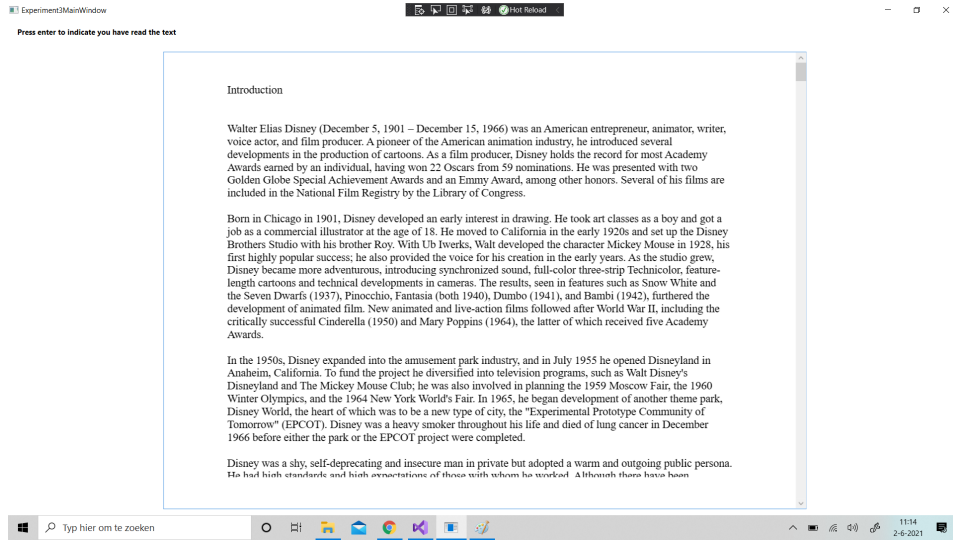 Experiment3MainWindow
Hot Reload
Press enter to indicate you have read the text
Introduction
Walter Elias Disney (December 5, 1901 – December 15, 1966) was an American entrepreneur, animator, writer,
voice actor, and film producer. A pioneer of the American animation industry, he introduced several
developments in the production of cartoons. As a film producer, Disney holds the record for most Academy
Awards earned by an individual, having won 22 Oscars from 59 nominations. He was presented with two
Golden Globe Special Achievement Awards and an Emmy Award, among other honors. Several of his films are
included in the National Film Registry by the Library of Congress.
Born in Chicago in 1901, Disney developed an early interest in drawing. He took art classes as a boy and got a
job as a commercial illustrator at the age of 18. He moved to California in the early 1920s and set up the Disney
Brothers Studio with his brother Roy. With Ub Iwerks, Walt developed the character Mickey Mouse in 1928, his
first highly popular success; he also provided the voice for his creation in the early years. As the studio grew,
Disney became more adventurous, introducing synchronized sound, full-color three-strip Technicolor, feature-
length cartoons and technical developments in cameras. The results, seen in features such as Snow White and
the Seven Dwarfs (1937), Pinocchio, Fantasia (both 1940), Dumbo (1941), and Bambi (1942), furthered the
development of animated film. New animated and live-action films followed after World War II, including the
critically successful Cinderella (1950) and Mary Poppins (1964), the latter of which received five Academy
Awards.
In the 1950s, Disney expanded into the amusement park industry, and in July 1955 he opened Disneyland in
Anaheim, California. To fund the project he diversified into television programs, such as Walt Disney's
Disneyland and The Mickey Mouse Club; he was also involved in planning the 1959 Moscow Fair, the 1960
Winter Olympics, and the 1964 New York World's Fair. In 1965, he began development of another theme park,
Disney World, the heart of which was to be a new type of city, the "Experimental Prototype Community of
Tomorrow" (EPCOT). Disney was a heavy smoker throughout his life and died of lung cancer in December
1966 before either the park or the EPCOT project were completed.
Disney was a shy, self-deprecating and insecure man in private but adopted a warm and outgoing public persona.
He had high standards and high expectations of those with whom he worked. Although there have been
Typ hier om te zoeken
11:14
2-6-2021